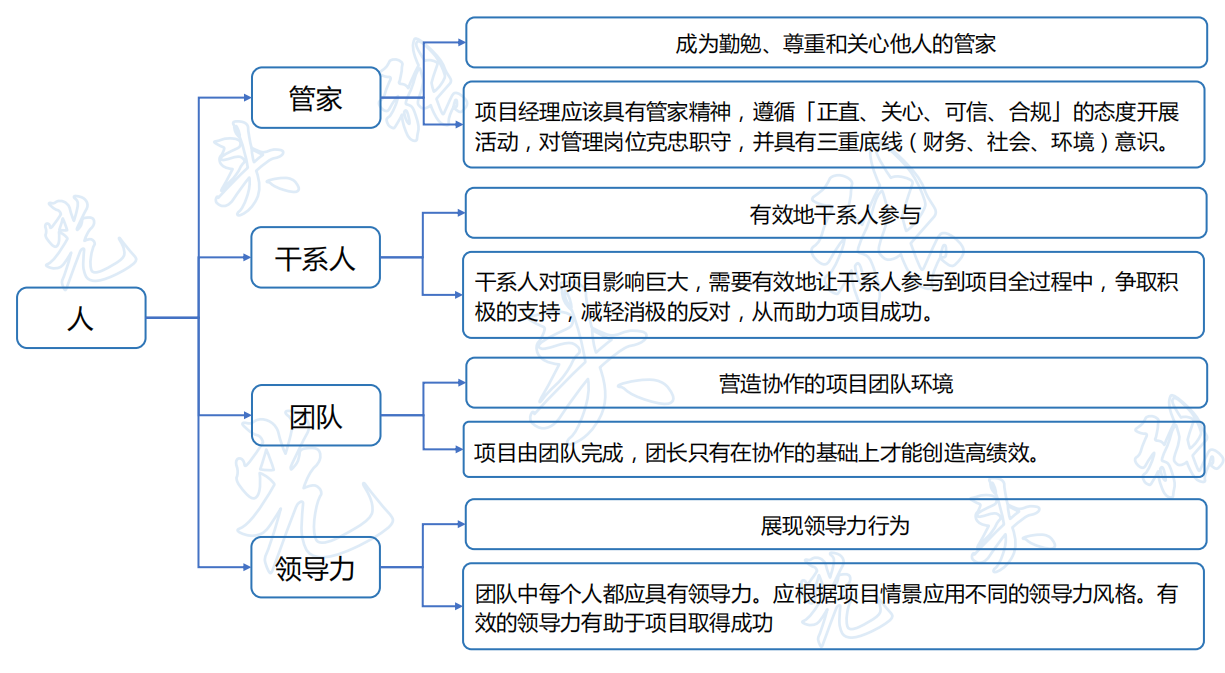 人
管家
成为勤勉、尊重和关心他人的管家
项目经理应该具有管家精神，遵循「正直、关心、可信、合规」的态度开展
活动，对管理岗位克忠职守，并具有三重底线（财务、社会、环境）意识。
干系人
有效地干系人参与
干系人对项目影响巨大，需要有效地让干系人参与到项目全过程中，争取积
极的支持，减轻消极的反对，从而助力项目成功。
团队
营造协作的项目团队环境
项目由团队完成，团长只有在协作的基础上才能创造高绩效。
领导力
展现领导力行为
团队中每个人都应具有领导力。应根据项目情景应用不同的领导力风格。有
效的领导力有助于项目取得成功
光头张
光头张
光头张